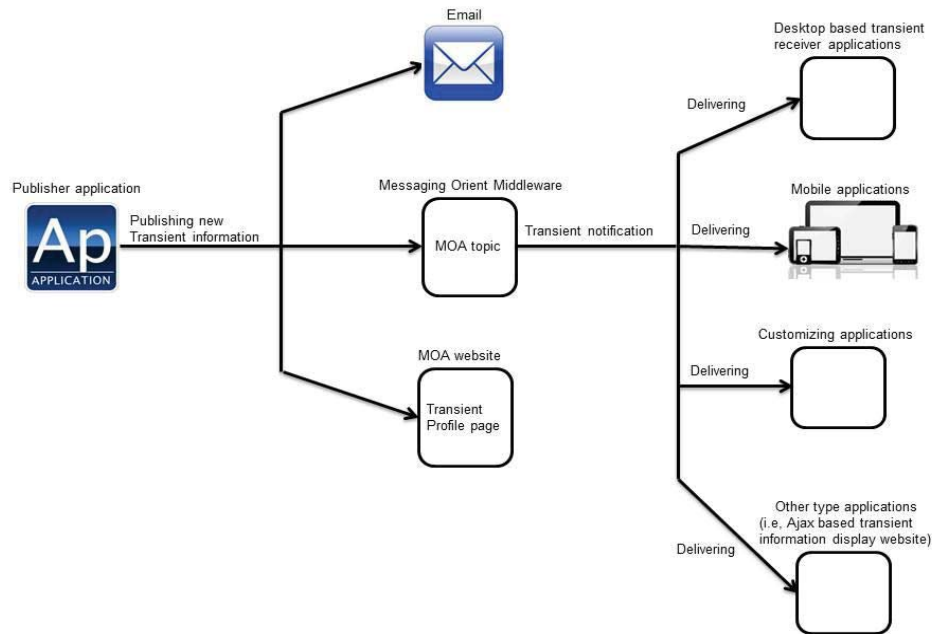 Email
Desktop based transient
receiver applications
Delivering
Publisher application
Ap
APPLICATION
Publishing new
Transient information
Messaging Orient Middleware
MOA topic
Transient notification
Delivering
Mobile applications
MOA website
Transient
Profile page
Customizing applications
Delivering
Other type applications
(i.e, Ajax based transient
information display website)
Delivering